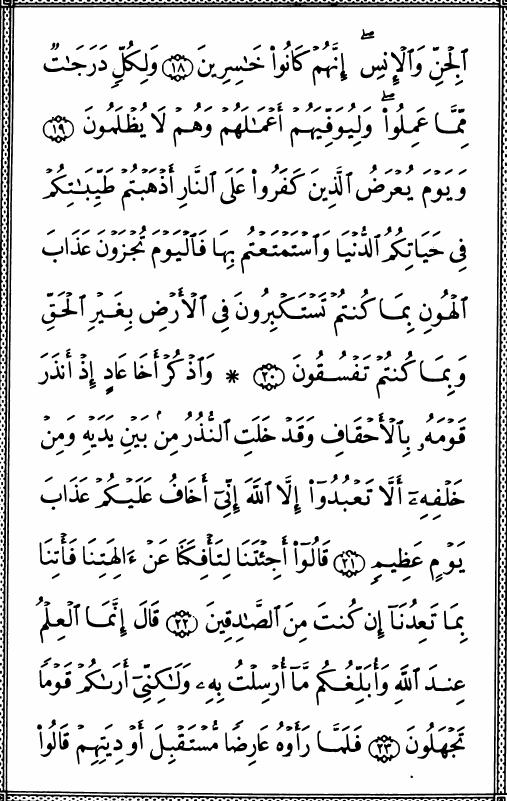 ٱلۡجِنِّ وَٱلۡإِنسِۖ إِنَّهُمۡ كَانُواْ خَٰسِرِينَ ١٨ وَلِكُلّٖ دَرَجَٰتٞ
مِّمَّا عَمِلُواْۖ وَلِيُوَفِّيَهُمۡ أَعۡمَٰلَهُمۡ وَهُمۡ لَا يُظۡلَمُونَ ١٩
وَيَوۡمَ يُعۡرَضُ ٱلَّذِينَ كَفَرُواْ عَلَى ٱلنَّارِ أَذۡهَبۡتُمۡ طَيِّبَٰتِكُمۡ
فِي حَيَاتِكُمُ ٱلدُّنۡيَا وَٱسۡتَمۡتَعۡتُم بِهَا فَٱلۡيَوۡمَ تُجۡزَوۡنَ عَذَابَ
ٱلۡهُونِ بِمَا كُنتُمۡ تَسۡتَكۡبِرُونَ فِي ٱلۡأَرۡضِ بِغَيۡرِ ٱلۡحَقِّ
وَبِمَا كُنتُمۡ تَفۡسُقُونَ ٢٠ * وَٱذۡكُرۡ أَخَا عَادٍ إِذۡ أَنذَرَ
قَوۡمَهُۥ بِٱلۡأَحۡقَافِ وَقَدۡ خَلَتِ ٱلنُّذُرُ مِنۢ بَيۡنِ يَدَيۡهِ وَمِنۡ
خَلۡفِهِۦٓ أَلَّا تَعۡبُدُوٓاْ إِلَّا ٱللَّهَ إِنِّيٓ أَخَافُ عَلَيۡكُمۡ عَذَابَ
يَوۡمٍ عَظِيمٖ ٢١ قَالُوٓاْ أَجِئۡتَنَا لِتَأۡفِكَنَا عَنۡ ءَالِهَتِنَا فَأۡتِنَا
بِمَا تَعِدُنَآ إِن كُنتَ مِنَ ٱلصَّٰدِقِينَ ٢٢ قَالَ إِنَّمَا ٱلۡعِلۡمُ
عِندَ ٱللَّهِ وَأُبَلِّغُكُم مَّآ أُرۡسِلۡتُ بِهِۦ وَلَٰكِنِّيٓ أَرَىٰكُمۡ قَوۡمٗا
تَجۡهَلُونَ ٢٣ فَلَمَّا رَأَوۡهُ عَارِضٗا مُّسۡتَقۡبِلَ أَوۡدِيَتِهِمۡ قَالُواْ